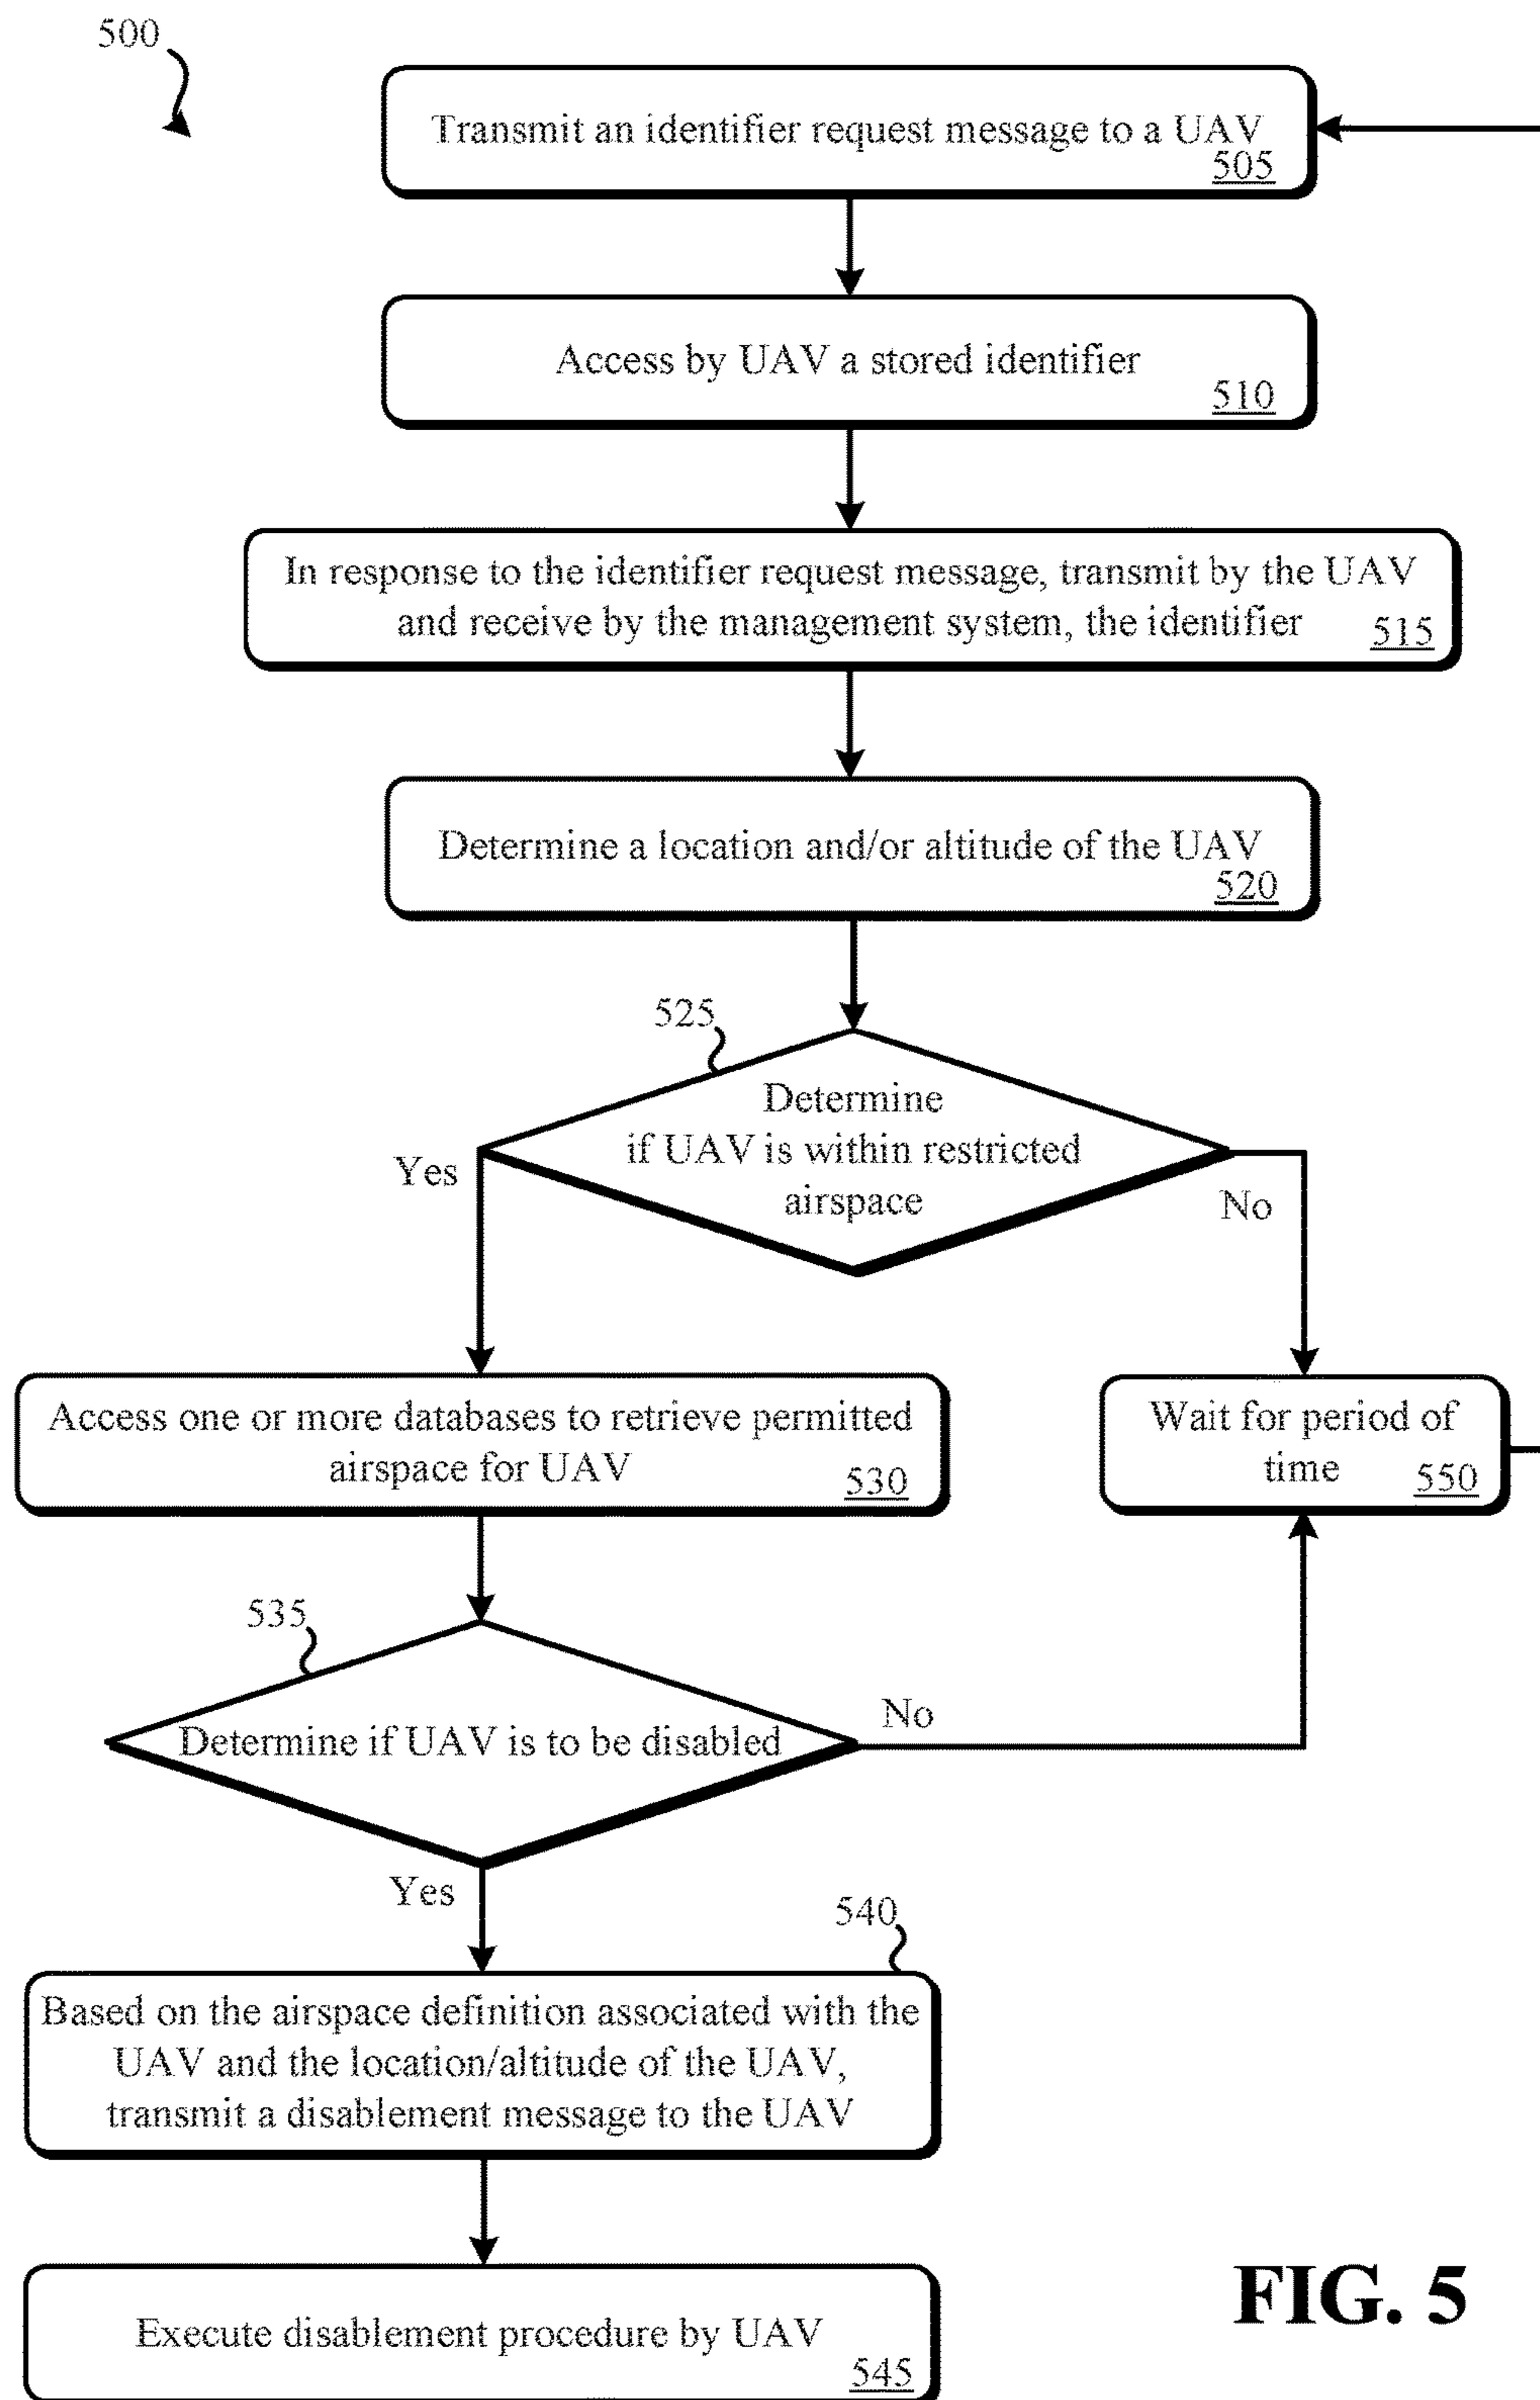 500
Transmit an identifier request message to a UAV
505
Access by UAV a stored identifier
510
In response to the identifier request message, transmit by the UAV
and receive by the management system, the identifier
515
Determine a location and/or altitude of the UAV
520
525
Determine
if UAV is within restricted
airspace
Yes
No
Access one or more databases to retrieve permitted
airspace for UAV
530
Wait for period of
time
550
535
Determine if UAV is to be disabled
No
Yes
540
Based on the airspace definition associated with the
UAV and the location/altitude of the UAV,
transmit a disablement message to the UAV
Execute disablement procedure by UAV
545
FIG. 5